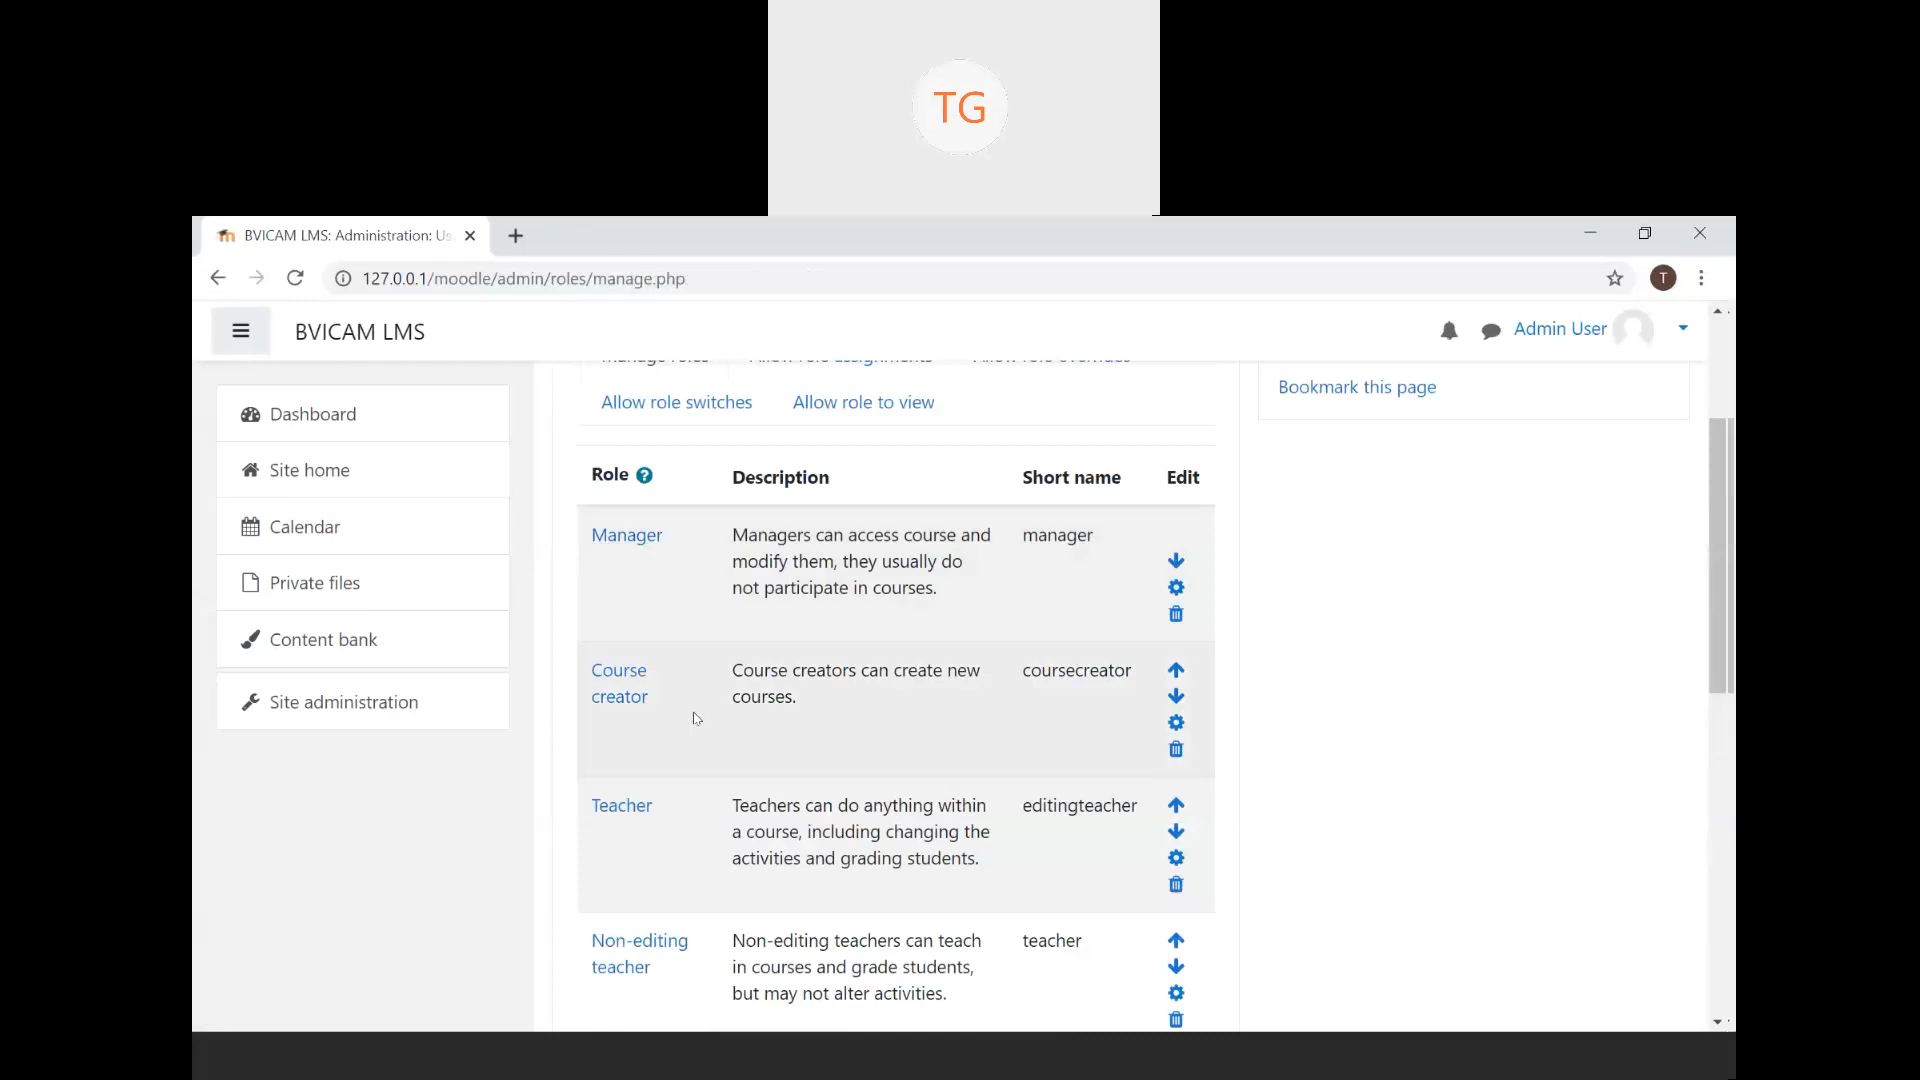 TG
BVICAM LMS: Administration: Us
127.0.0.1/moodle/admin/roles/manage.php
T
BVICAM LMS
Admin User
Manage roles Allow role assignments Allow role overrides
Bookmark this page
Allow role switches Allow role to view
Dashboard
Site home
Calendar
Private files
Content bank
Site administration
Role ? Description Short name Edit
Manager Managers can access course and manager
modify them, they usually do
not participate in courses.
Course Course creators can create new coursecreator
creator courses.
Teacher Teachers can do anything within editingteacher
a course, including changing the
activities and grading students.
Non-editing Non-editing teachers can teach teacher
teacher in courses and grade students,
but may not alter activities.